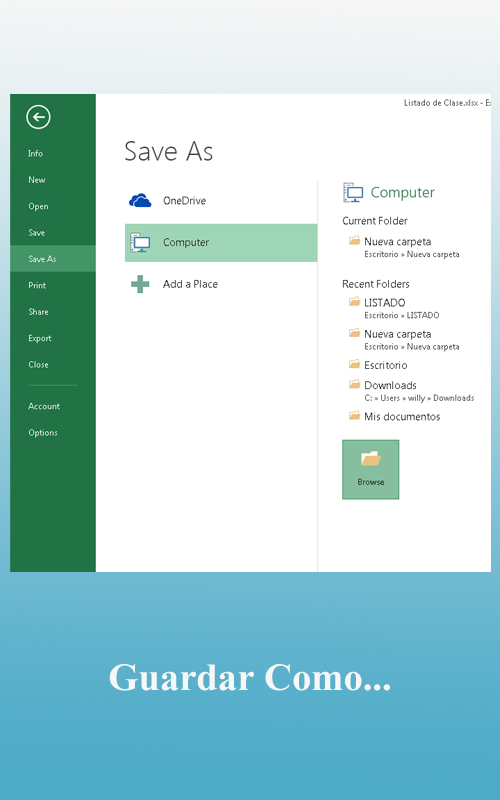 Listado de Clase.xlsx - Ex
Info
New
Open
Save
Save As
Print
Share
Export
Close
Account
Options
Save As
OneDrive
Computer
Add a Place
Computer
Current Folder
Nueva carpeta
Escritorio » Nueva carpeta
Recent Folders
LISTADO
Escritorio » LISTADO
Nueva carpeta
Escritorio » Nueva carpeta
Escritorio
Downloads
C: » Users » willy » Downloads
Mis documentos
Browse
Guardar Como...